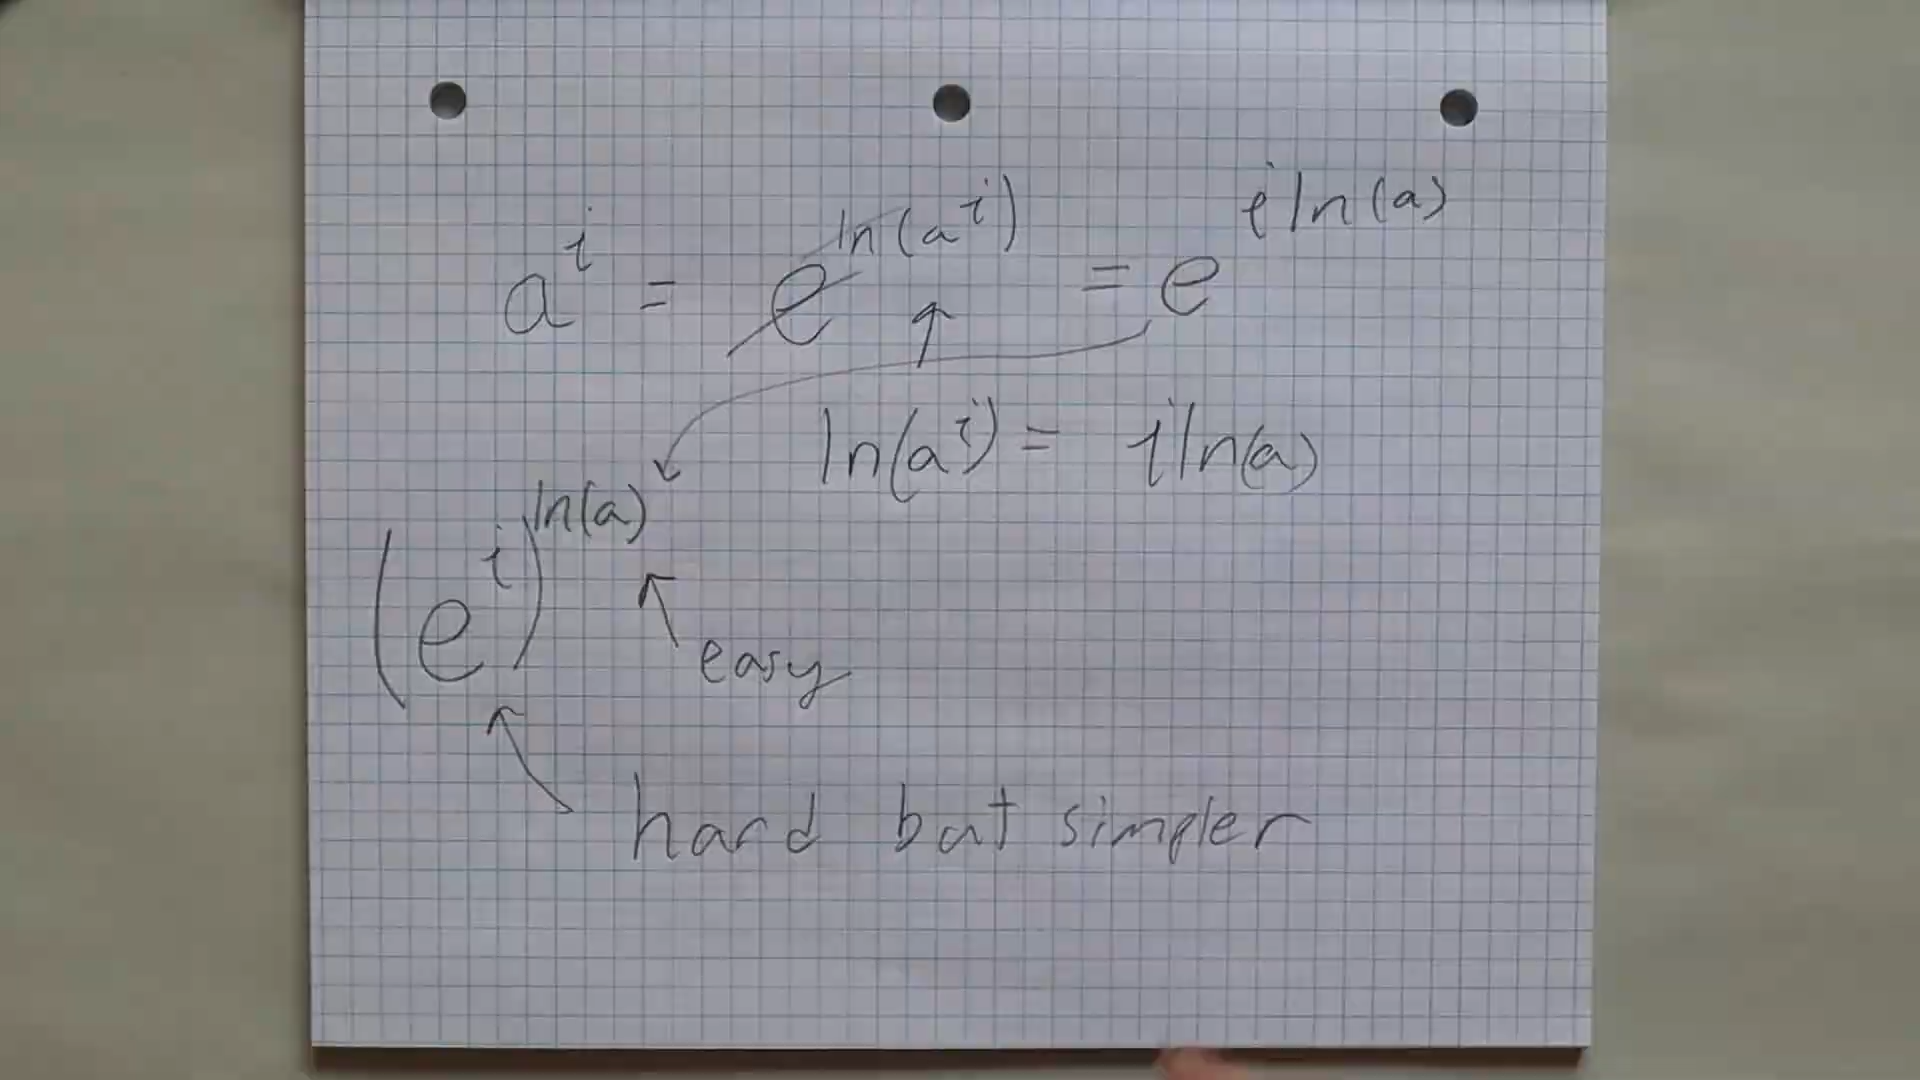 a^i = e^ln(a^i) = e^i ln(a)
ln(a^i) = i ln(a)
(e^i)^ln(a)
easy
hard but simpler